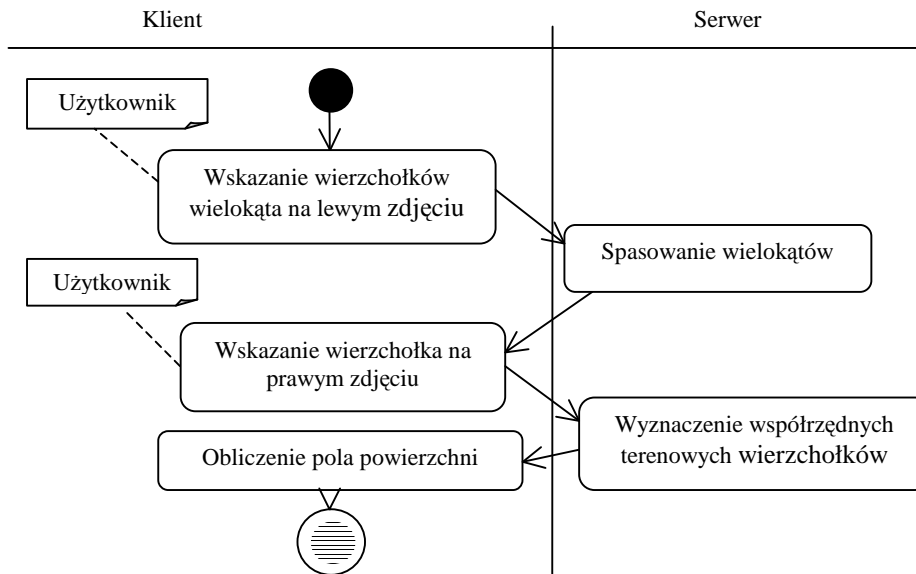 Klient
Serwer
Użytkownik
Wskazanie wierzchołków
wielokąta na lewym zdjęciu
Spasowanie wielokątów
Użytkownik
Wskazanie wierzchołka na
prawym zdjęciu
Wyznaczenie współrzędnych
terenowych wierzchołków
Obliczenie pola powierzchni